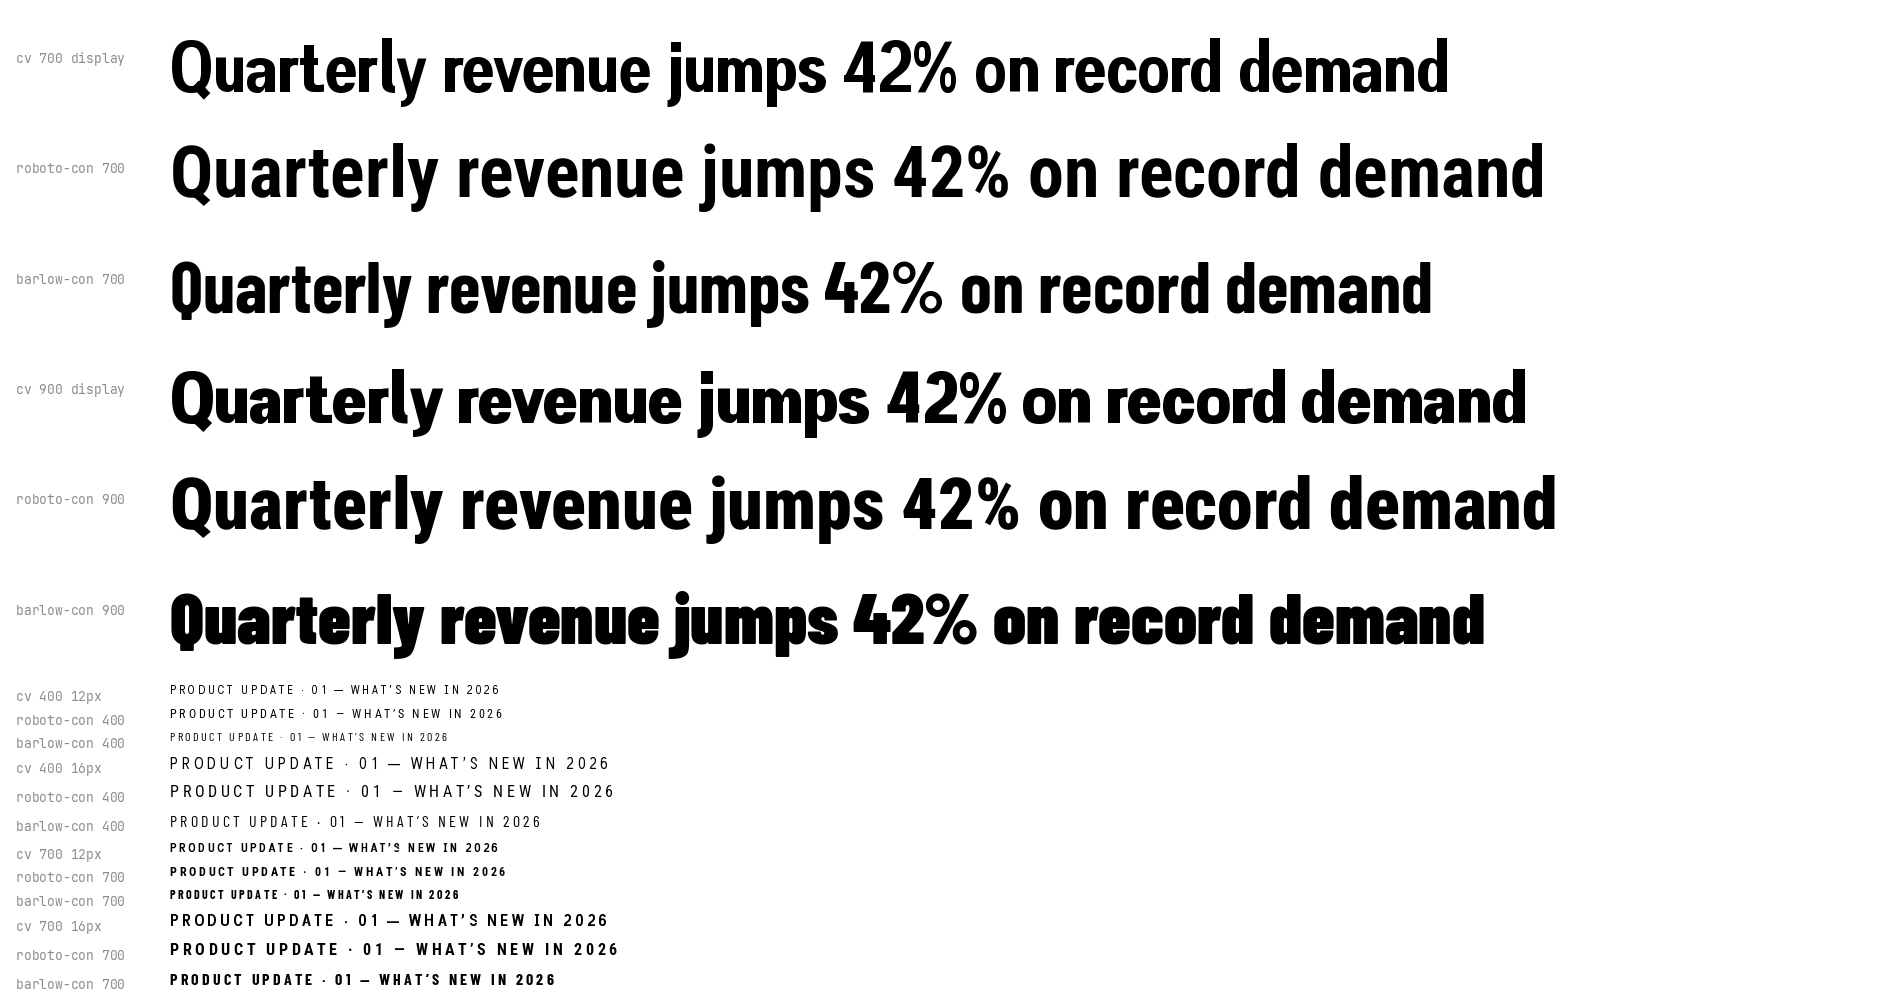 cv 700 display Quarterly revenue jumps 42% on record demand
roboto-con 700 Quarterly revenue jumps 42% on record demand
barlow-con 700 Quarterly revenue jumps 42% on record demand
cv 900 display Quarterly revenue jumps 42% on record demand
roboto-con 900 Quarterly revenue jumps 42% on record demand
barlow-con 900 Quarterly revenue jumps 42% on record demand
cv 400 12px PRODUCT UPDATE · 01 — WHAT’S NEW IN 2026
roboto-con 400 PRODUCT UPDATE · 01 — WHAT’S NEW IN 2026
barlow-con 400 PRODUCT UPDATE · 01 — WHAT’S NEW IN 2026
cv 400 16px PRODUCT UPDATE · 01 — WHAT’S NEW IN 2026
roboto-con 400 PRODUCT UPDATE · 01 — WHAT’S NEW IN 2026
barlow-con 400 PRODUCT UPDATE · 01 — WHAT’S NEW IN 2026
cv 700 12px PRODUCT UPDATE · 01 — WHAT’S NEW IN 2026
roboto-con 700 PRODUCT UPDATE · 01 — WHAT’S NEW IN 2026
barlow-con 700 PRODUCT UPDATE · 01 — WHAT’S NEW IN 2026
cv 700 16px PRODUCT UPDATE · 01 — WHAT’S NEW IN 2026
roboto-con 700 PRODUCT UPDATE · 01 — WHAT’S NEW IN 2026
barlow-con 700 PRODUCT UPDATE · 01 — WHAT’S NEW IN 2026